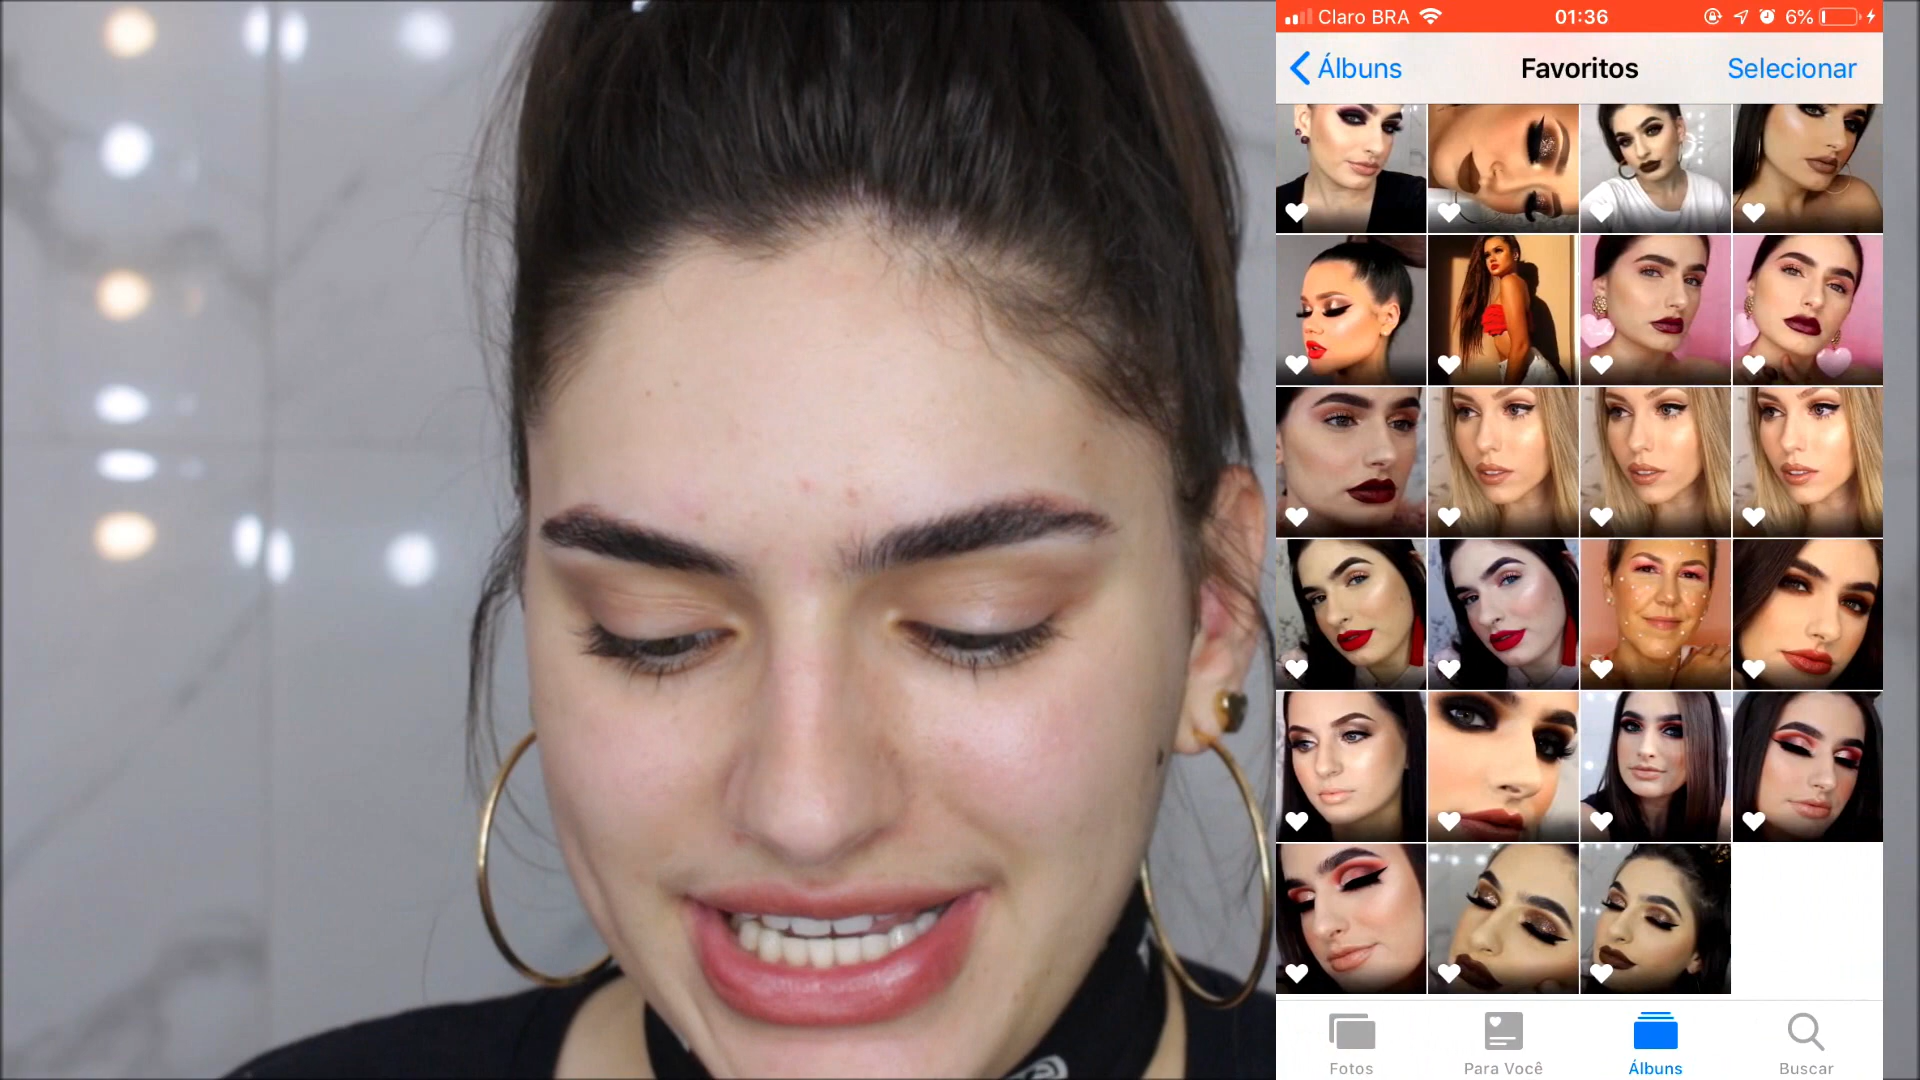 Claro BRA 01:36 6%
Álbuns Favoritos Selecionar
Fotos Para Você Álbuns Buscar